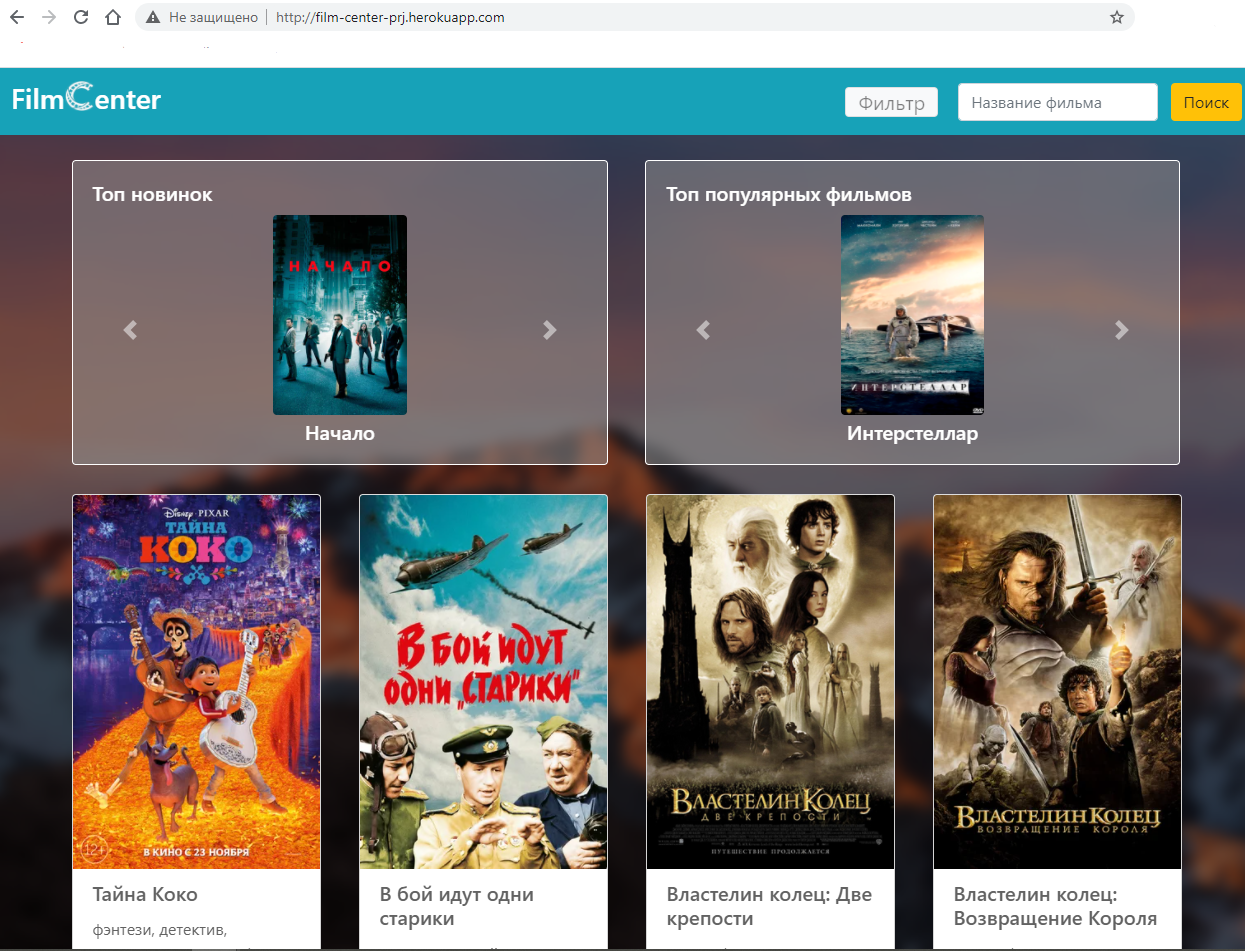 Не защищено | http://film-center-prj.herokuapp.com
FilmCenter
Фильтр
Название фильма
Поиск
Топ новинок
НАЧАЛО
Начало
Топ популярных фильмов
ИНТЕРСТЕЛЛАР
DVD
Интерстеллар
Disney · PIXAR
ТАЙНА
КОКО
12+
В КИНО С 23 НОЯБРЯ
Тайна Коко
фэнтези, детектив,
В БОЙ ИДУТ
ОДНИ „СТАРИКИ"
В бой идут одни
старики
ВЛАСТЕЛИН КОЛЕЦ
ДВЕ КРЕПОСТИ
ПУТЕШЕСТВИЕ ПРОДОЛЖАЕТСЯ
Властелин колец: Две
крепости
ВЛАСТЕЛИН КОЛЕЦ
ВОЗВРАЩЕНИЕ КОРОЛЯ
Властелин колец:
Возвращение Короля